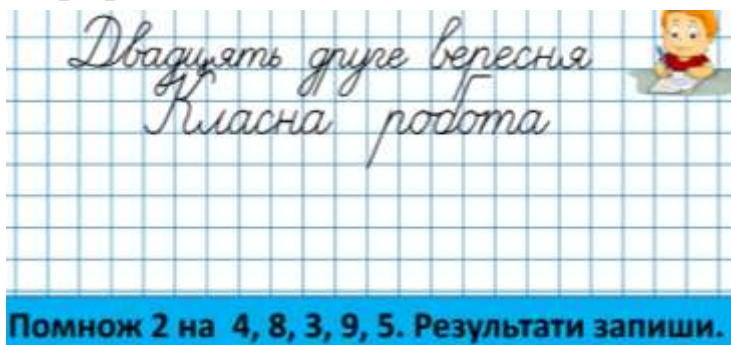 Двадцять друге вересня
Класна робота
Помнож 2 на 4, 8, 3, 9, 5. Результати запиши.